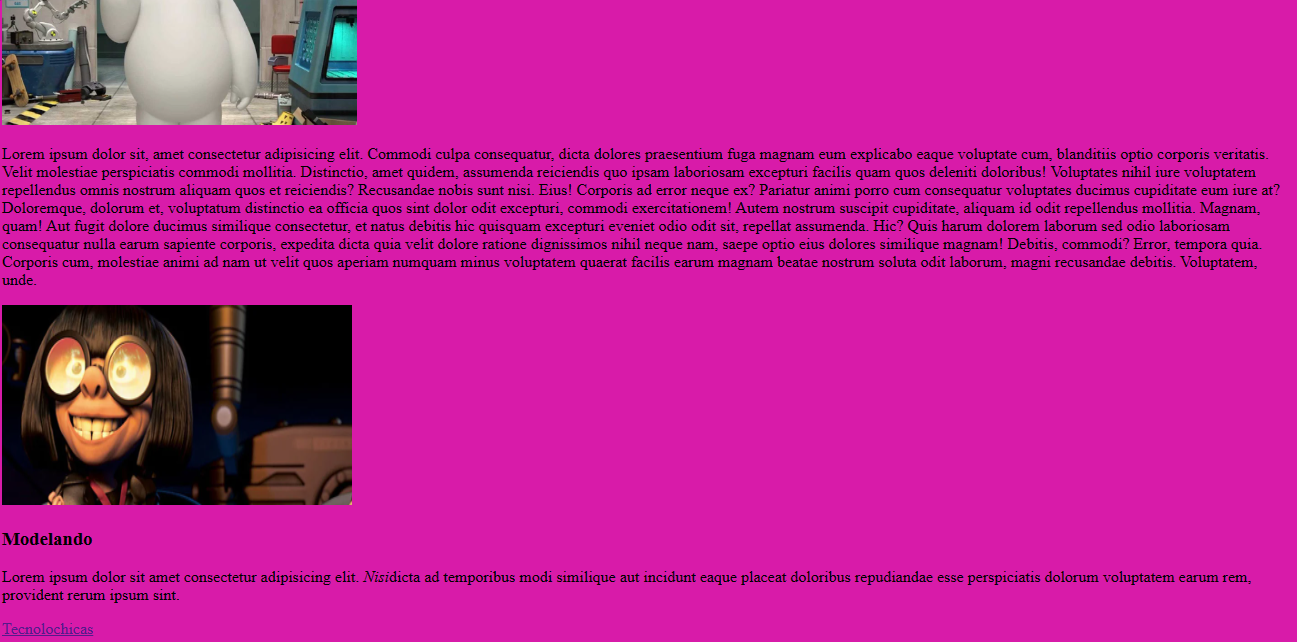 Lorem ipsum dolor sit, amet consectetur adipisicing elit. Commodi culpa consequatur, dicta dolores praesentium fuga magnam eum explicabo eaque voluptate cum, blanditiis optio corporis veritatis.
Velit molestiae perspiciatis commodi mollitia. Distinctio, amet quidem, assumenda reiciendis quo ipsam laboriosam excepturi facilis quam quos deleniti doloribus! Voluptates nihil iure voluptatem
repellendus omnis nostrum aliquam quos et reiciendis? Recusandae nobis sunt nisi. Eius! Corporis ad error neque ex? Pariatur animi porro cum consequatur voluptates ducimus cupiditate eum iure at?
Doloremque, dolorum et, voluptatum distinctio ea officia quos sint dolor odit excepturi, commodi exercitationem! Autem nostrum suscipit cupiditate, aliquam id odit repellendus mollitia. Magnam,
quam! Aut fugit dolore ducimus similique consectetur, et natus debitis hic quisquam excepturi eveniet odio odit sit, repellat assumenda. Hic? Quis harum dolorem laborum sed odio laboriosam
consequatur nulla earum sapiente corporis, expedita dicta quia velit dolore ratione dignissimos nihil neque nam, saepe optio eius dolores similique magnam! Debitis, commodi? Error, tempora quia.
Corporis cum, molestiae animi ad nam ut velit quos aperiam numquam minus voluptatem quaerat facilis earum magnam beatae nostrum soluta odit laborum, magni recusandae debitis. Voluptatem,
unde.
Modelando
Lorem ipsum dolor sit amet consectetur adipisicing elit. Nisidicta ad temporibus modi similique aut incidunt eaque placeat doloribus repudiandae esse perspiciatis dolorum voluptatem earum rem,
provident rerum ipsum sint.
Tecnolochicas